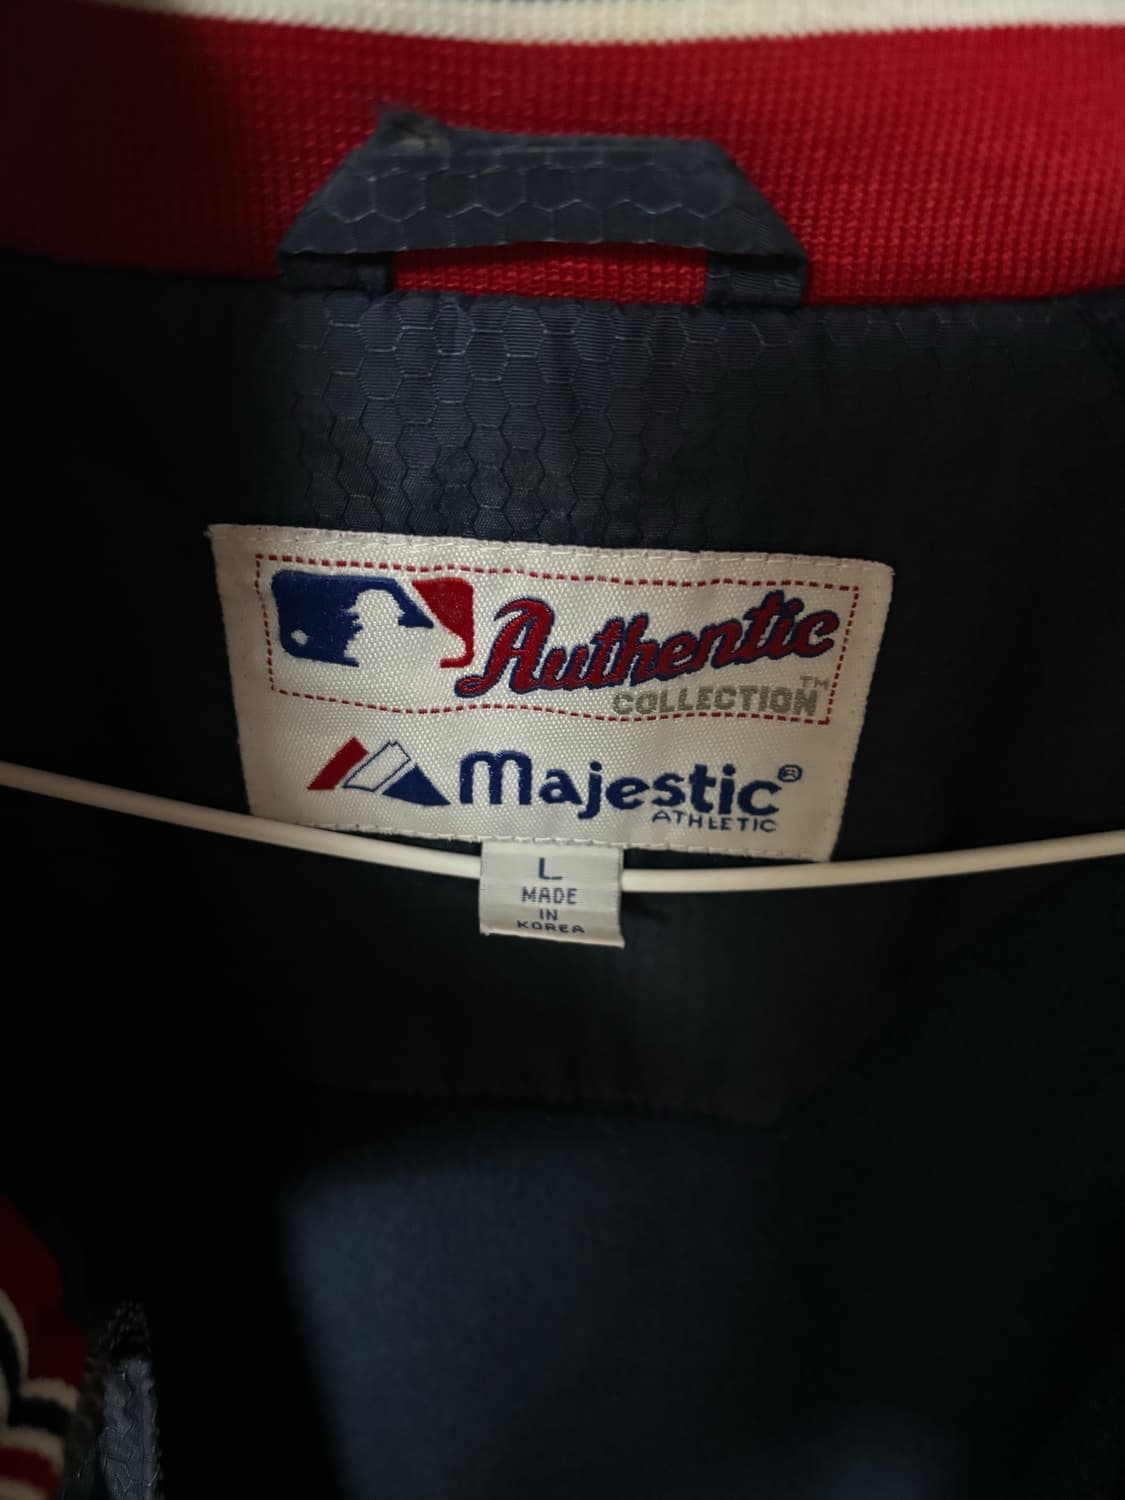 Authentic
COLLECTION™
Majestic®
ATHLETIC
L
MADE
IN
KOREA